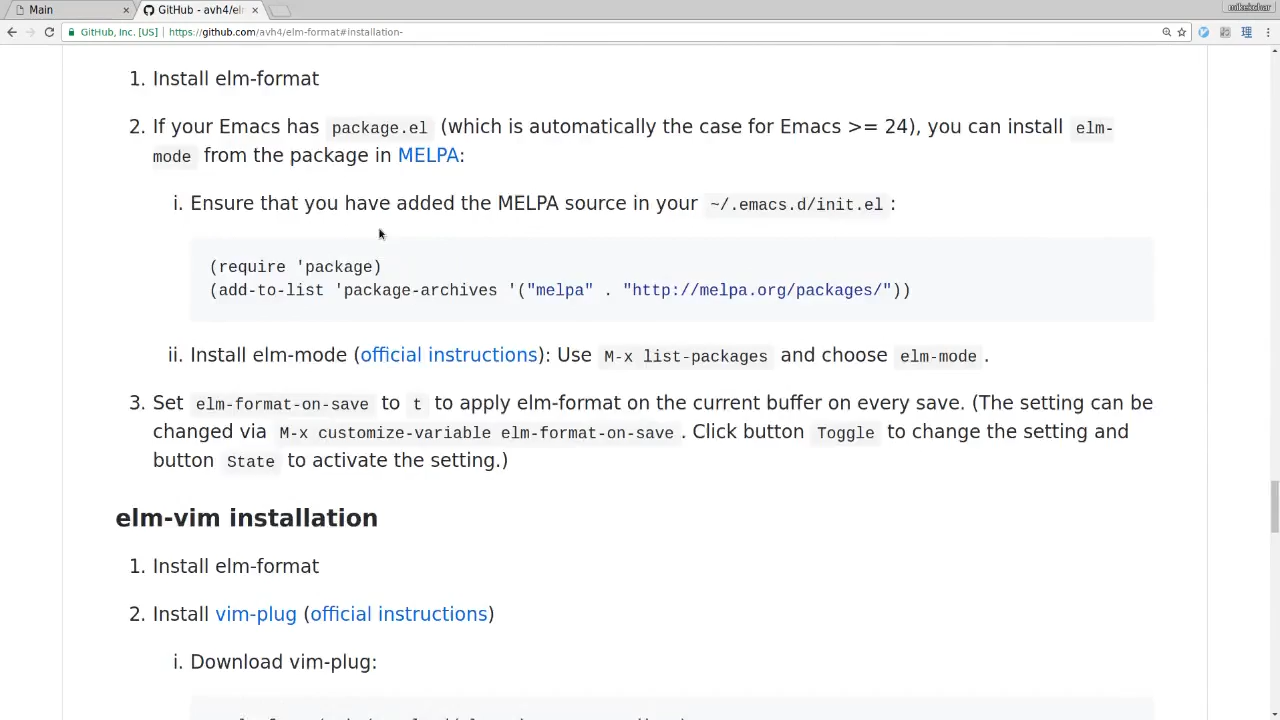 Main
GitHub - avh4/elm
mikekchar
GitHub, Inc. [US] | https://github.com/avh4/elm-format#installation-
1. Install elm-format
2. If your Emacs has package.el (which is automatically the case for Emacs >= 24), you can install elm-
mode from the package in MELPA:
i. Ensure that you have added the MELPA source in your ~/.emacs.d/init.el :
(require 'package)
(add-to-list 'package-archives '("melpa" . "http://melpa.org/packages/"))
ii. Install elm-mode (official instructions): Use M-x list-packages and choose elm-mode .
3. Set elm-format-on-save to t to apply elm-format on the current buffer on every save. (The setting can be
changed via M-x customize-variable elm-format-on-save . Click button Toggle to change the setting and
button State to activate the setting.)
elm-vim installation
1. Install elm-format
2. Install vim-plug (official instructions)
i. Download vim-plug: